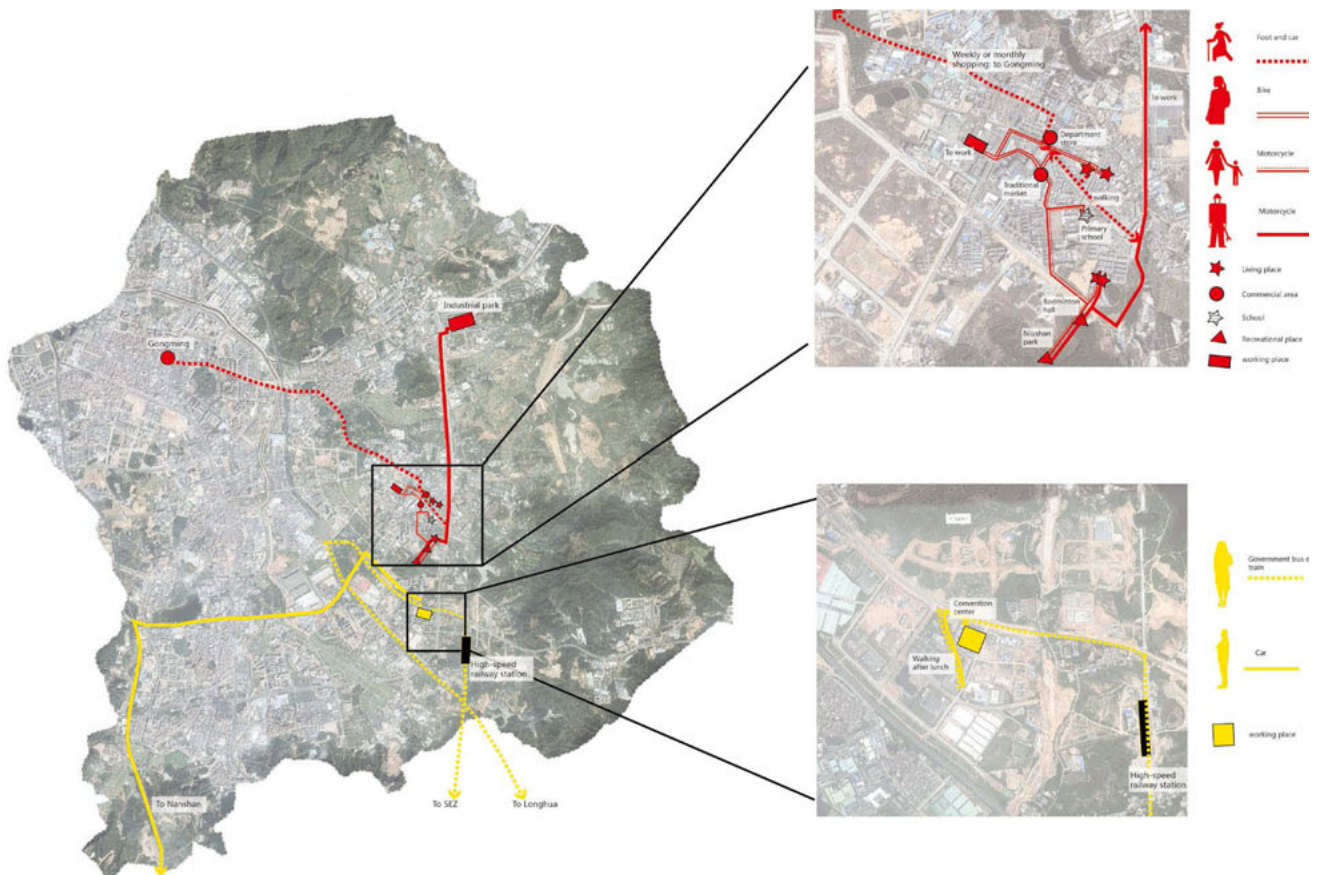 Industrial park
Gongming
High-speed
railway station
To Nanshan
To SEZ
To Longhua
Weekly or monthly
shopping: to Gongming
To work
Department
store
To work
Traditional
market
walking
Primary
school
Badminton
hall
Niushan
park
Foot and car
Bike
Motorcycle
Motorcycle
Living place
Commercial area
School
Recreational place
working place
Convention
center
Walking
after lunch
High-speed
railway station
Government bus o
train
Car
working place